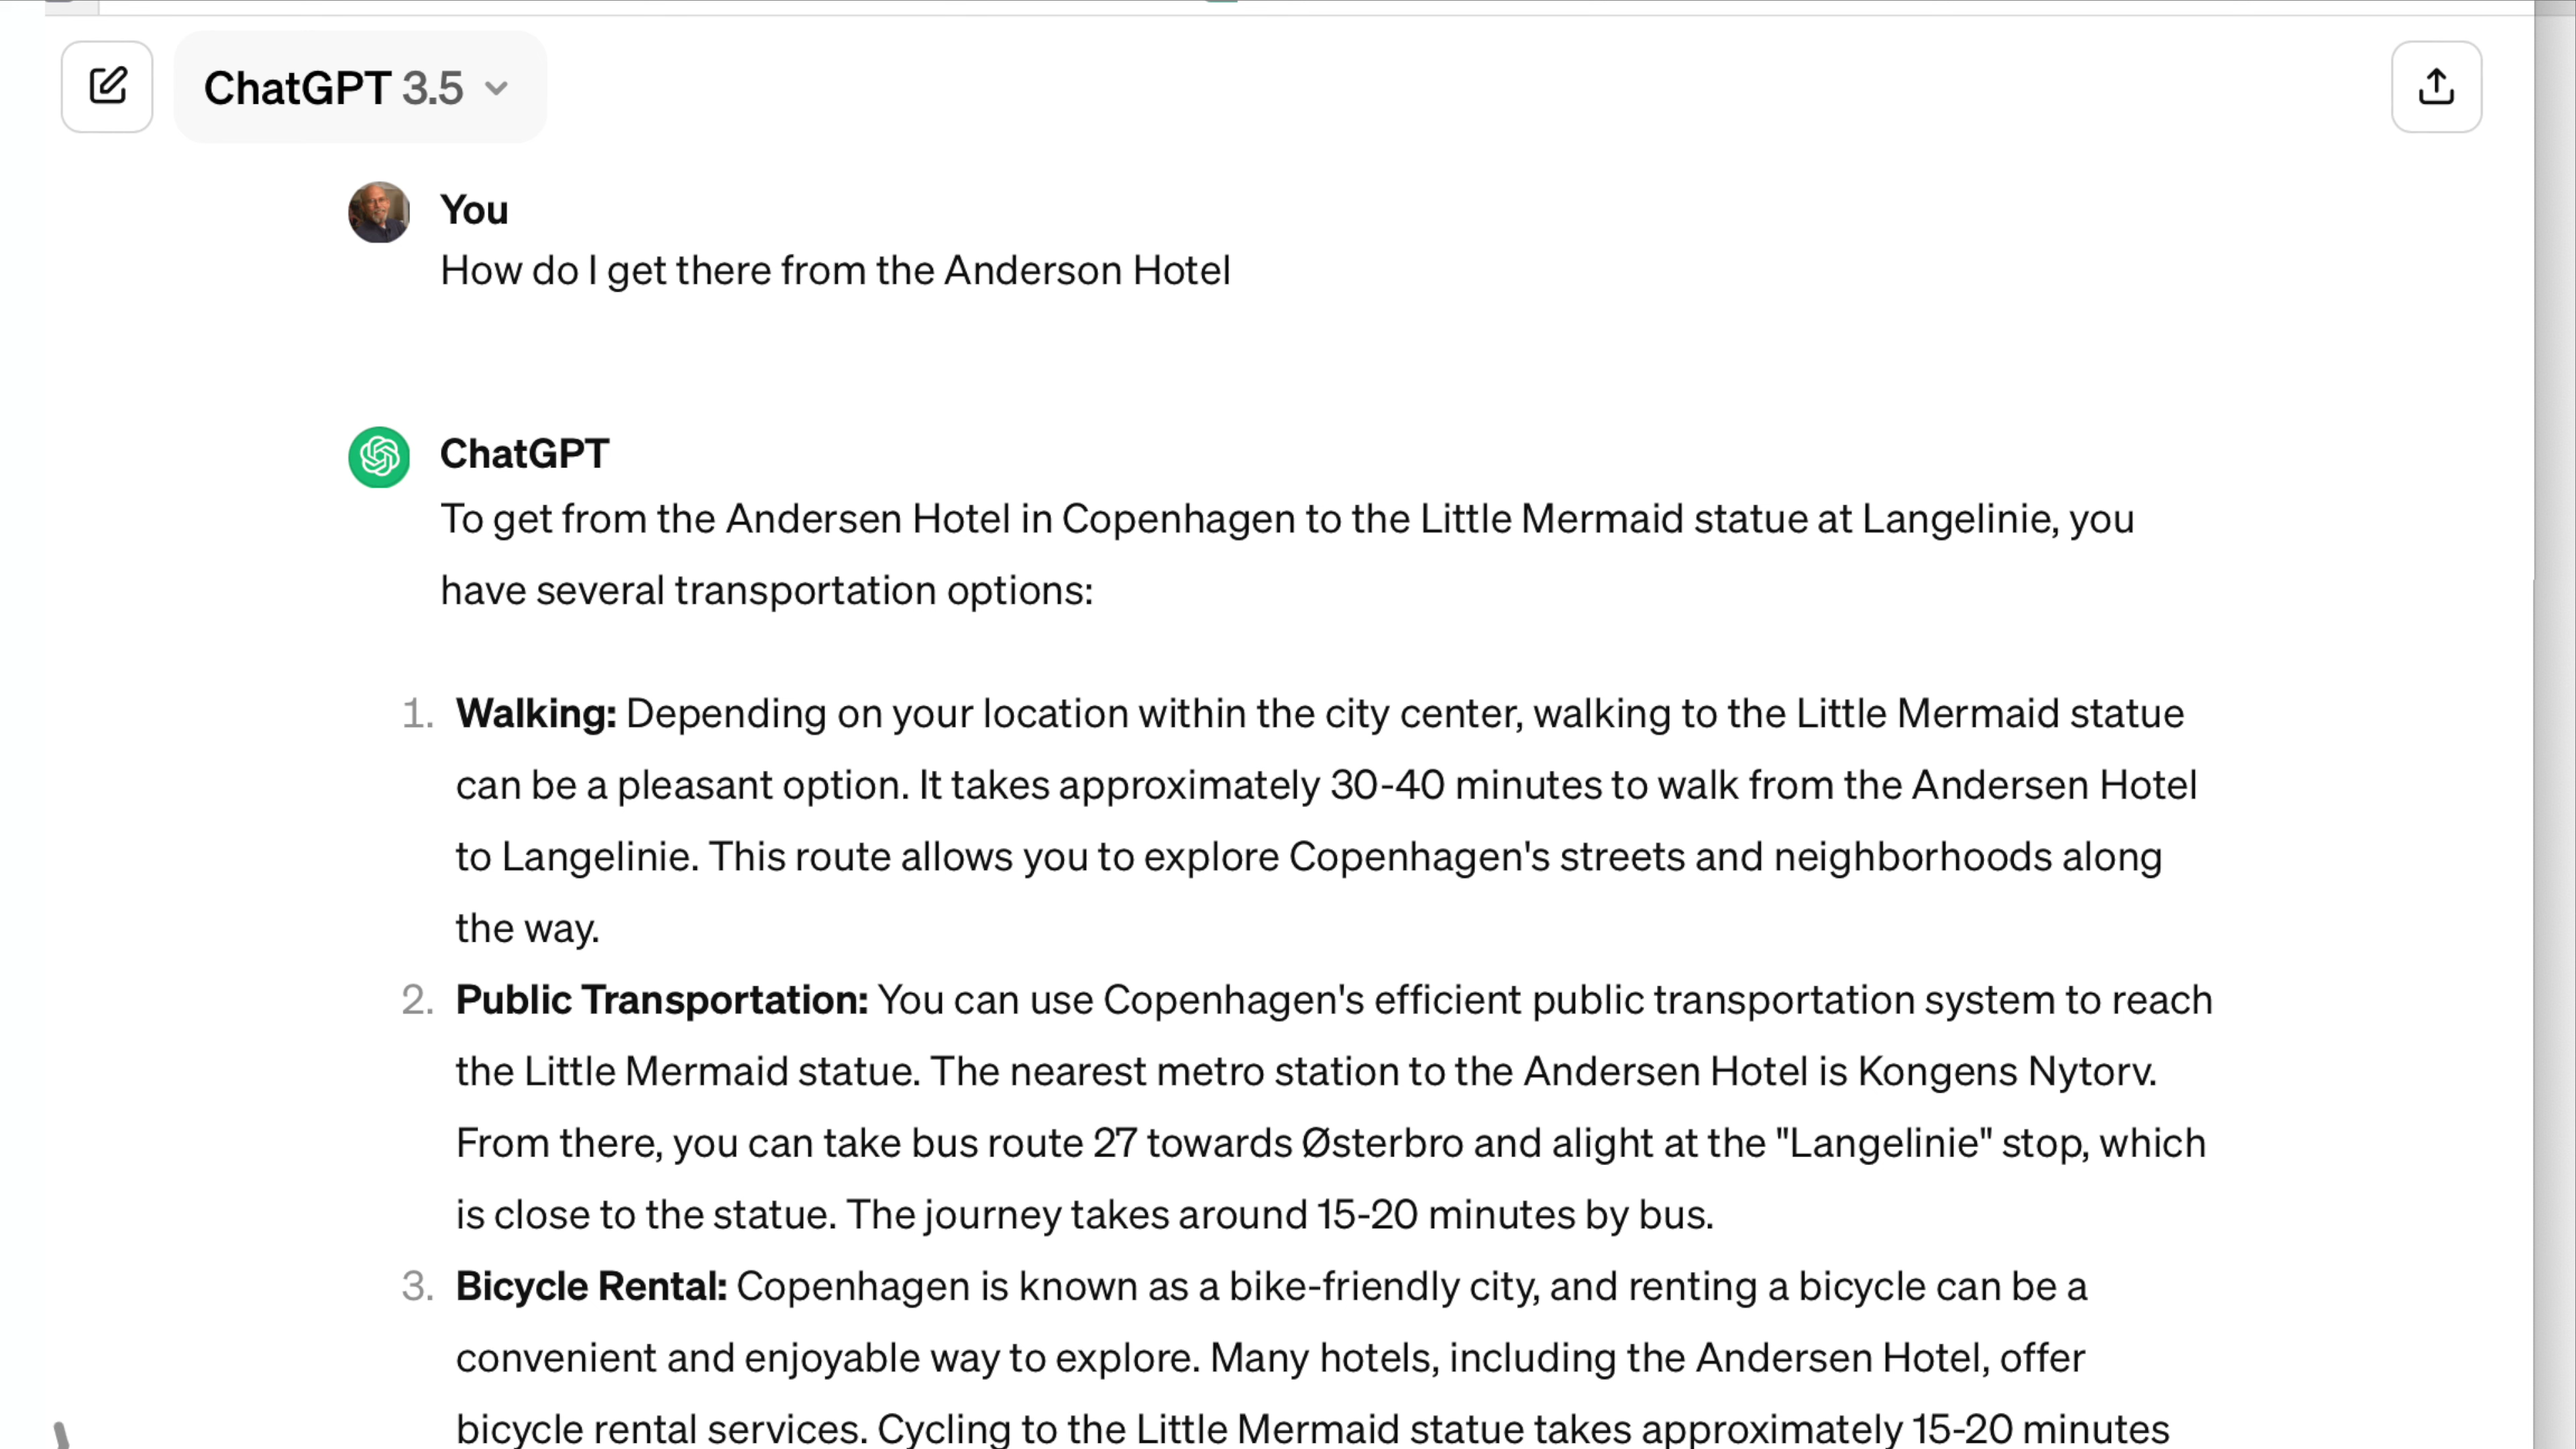 ChatGPT 3.5
You
How do I get there from the Anderson Hotel
ChatGPT
To get from the Andersen Hotel in Copenhagen to the Little Mermaid statue at Langelinie, you
have several transportation options:
1. Walking: Depending on your location within the city center, walking to the Little Mermaid statue
can be a pleasant option. It takes approximately 30-40 minutes to walk from the Andersen Hotel
to Langelinie. This route allows you to explore Copenhagen's streets and neighborhoods along
the way.
2. Public Transportation: You can use Copenhagen's efficient public transportation system to reach
the Little Mermaid statue. The nearest metro station to the Andersen Hotel is Kongens Nytorv.
From there, you can take bus route 27 towards Østerbro and alight at the "Langelinie" stop, which
is close to the statue. The journey takes around 15-20 minutes by bus.
3. Bicycle Rental: Copenhagen is known as a bike-friendly city, and renting a bicycle can be a
convenient and enjoyable way to explore. Many hotels, including the Andersen Hotel, offer
bicycle rental services. Cycling to the Little Mermaid statue takes approximately 15-20 minutes